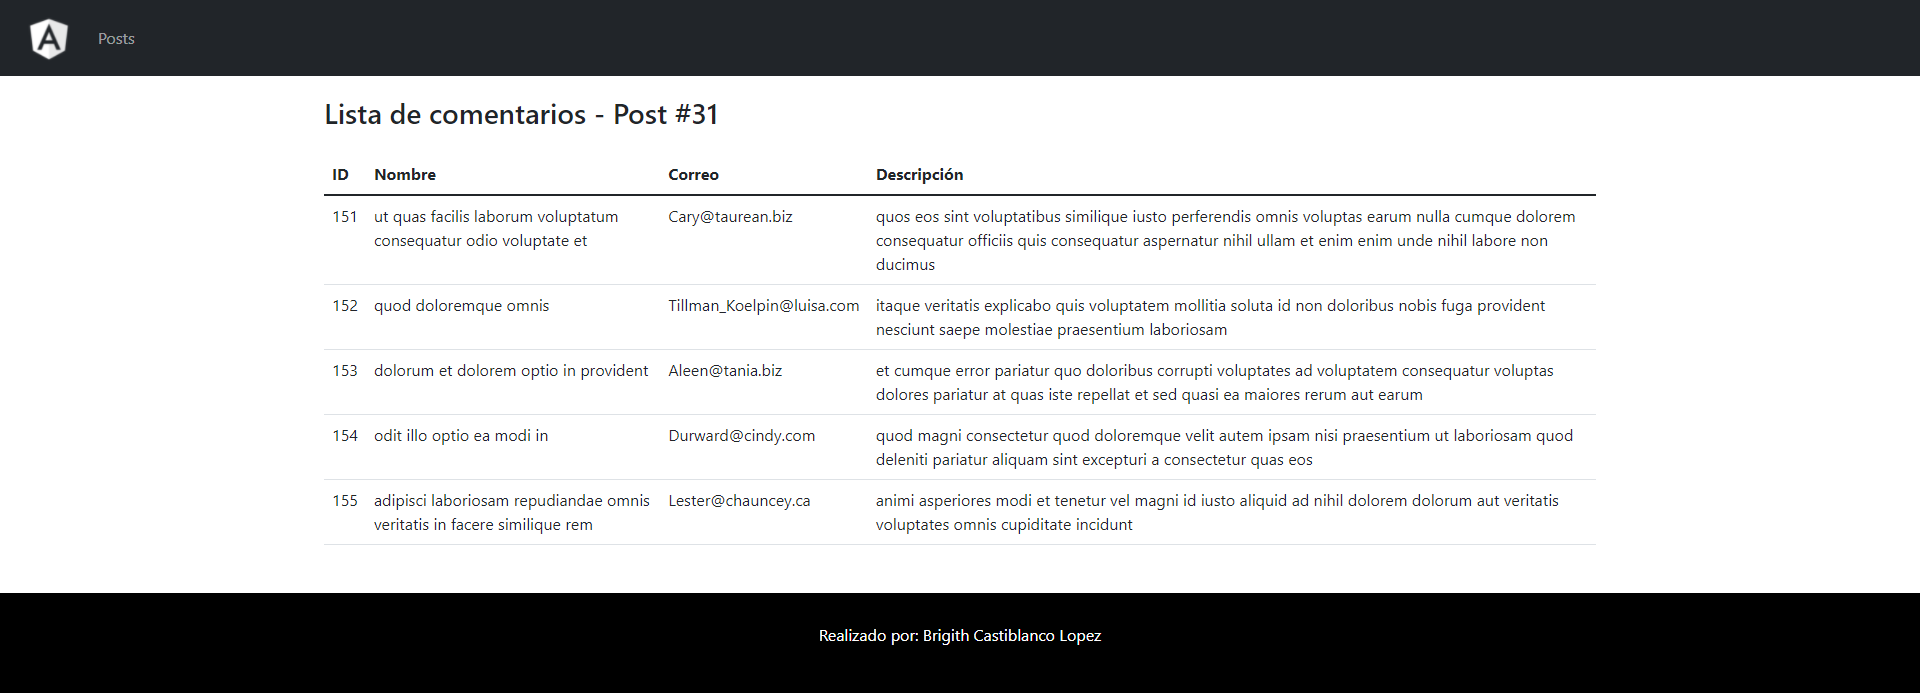 A
Posts
Lista de comentarios - Post #31
ID Nombre Correo Descripción
151 ut quas facilis laborum voluptatum Cary@taurean.biz quos eos sint voluptatibus similique iusto perferendis omnis voluptas earum nulla cumque dolorem
consequatur odio voluptate et consequatur officiis quis consequatur aspernatur nihil ullam et enim enim unde nihil labore non
ducimus
152 quod doloremque omnis Tillman_Koelpin@luisa.com itaque veritatis explicabo quis voluptatem mollitia soluta id non doloribus nobis fuga provident
nesciunt saepe molestiae praesentium laboriosam
153 dolorum et dolorem optio in provident Aleen@tania.biz et cumque error pariatur quo doloribus corrupti voluptates ad voluptatem consequatur voluptas
dolores pariatur at quas iste repellat et sed quasi ea maiores rerum aut earum
154 odit illo optio ea modi in Durward@cindy.com quod magni consectetur quod doloremque velit autem ipsam nisi praesentium ut laboriosam quod
deleniti pariatur aliquam sint excepturi a consectetur quas eos
155 adipisci laboriosam repudiandae omnis Lester@chauncey.ca animi asperiores modi et tenetur vel magni id iusto aliquid ad nihil dolorem dolorum aut veritatis
veritatis in facere similique rem voluptates omnis cupiditate incidunt
Realizado por: Brigith Castiblanco Lopez